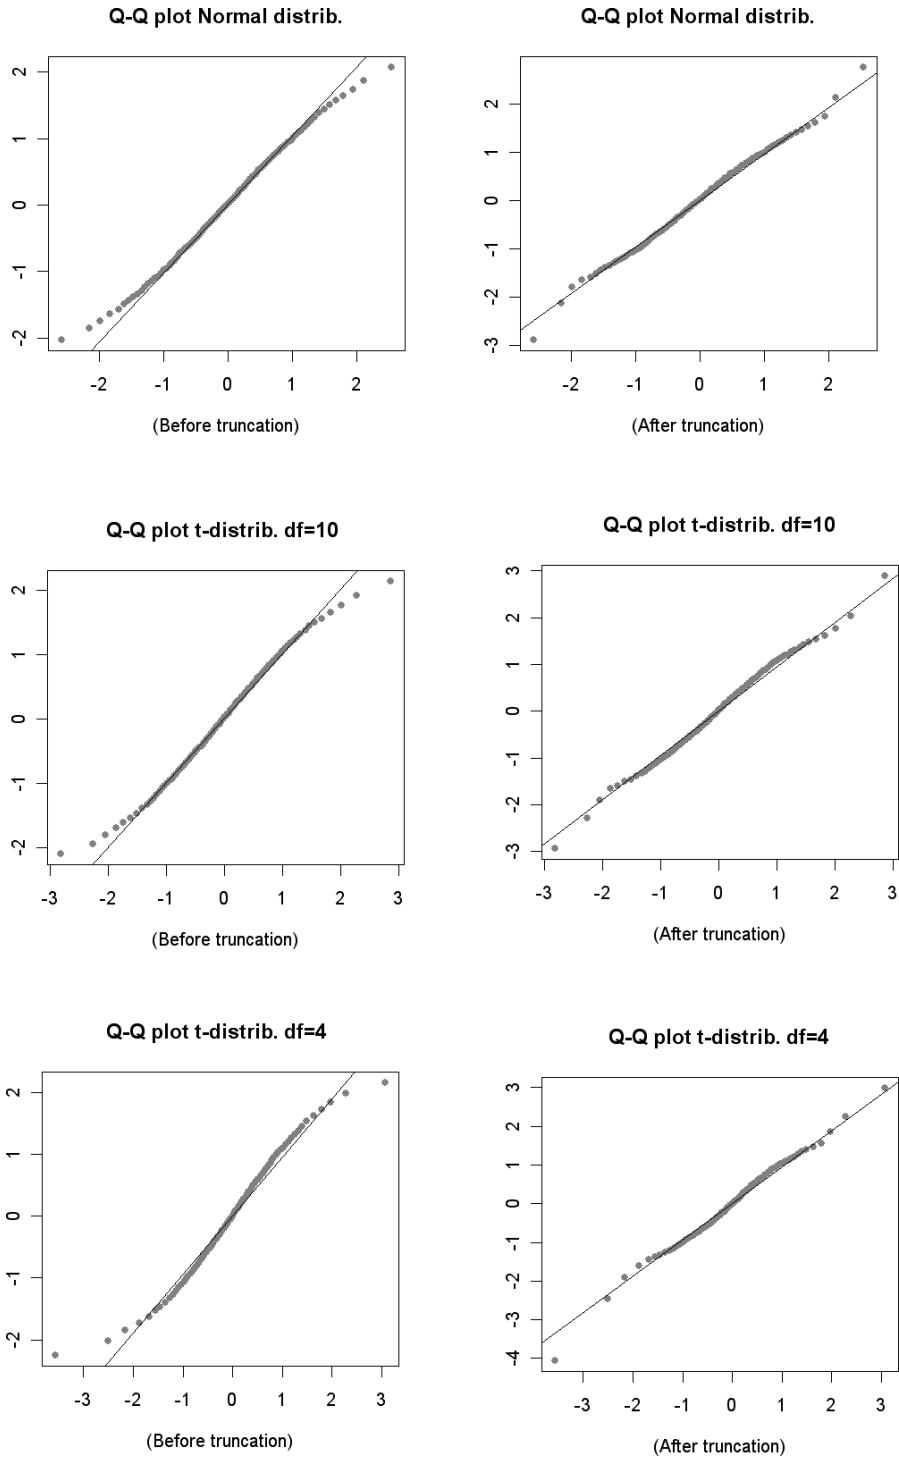 Q-Q plot Normal distrib.
2
1
0
-1
-2
-2 -1 0 1 2
(Before truncation)
Q-Q plot Normal distrib.
2
1
0
-1
-2
-3
-2 -1 0 1 2
(After truncation)
Q-Q plot t-distrib. df=10
2
1
0
-1
-2
-3 -2 -1 0 1 2 3
(Before truncation)
Q-Q plot t-distrib. df=10
3
2
1
0
-1
-2
-3
-3 -2 -1 0 1 2 3
(After truncation)
Q-Q plot t-distrib. df=4
2
1
0
-1
-2
-3 -2 -1 0 1 2 3
(Before truncation)
Q-Q plot t-distrib. df=4
3
2
1
0
-1
-2
-3
-4
-3 -2 -1 0 1 2 3
(After truncation)